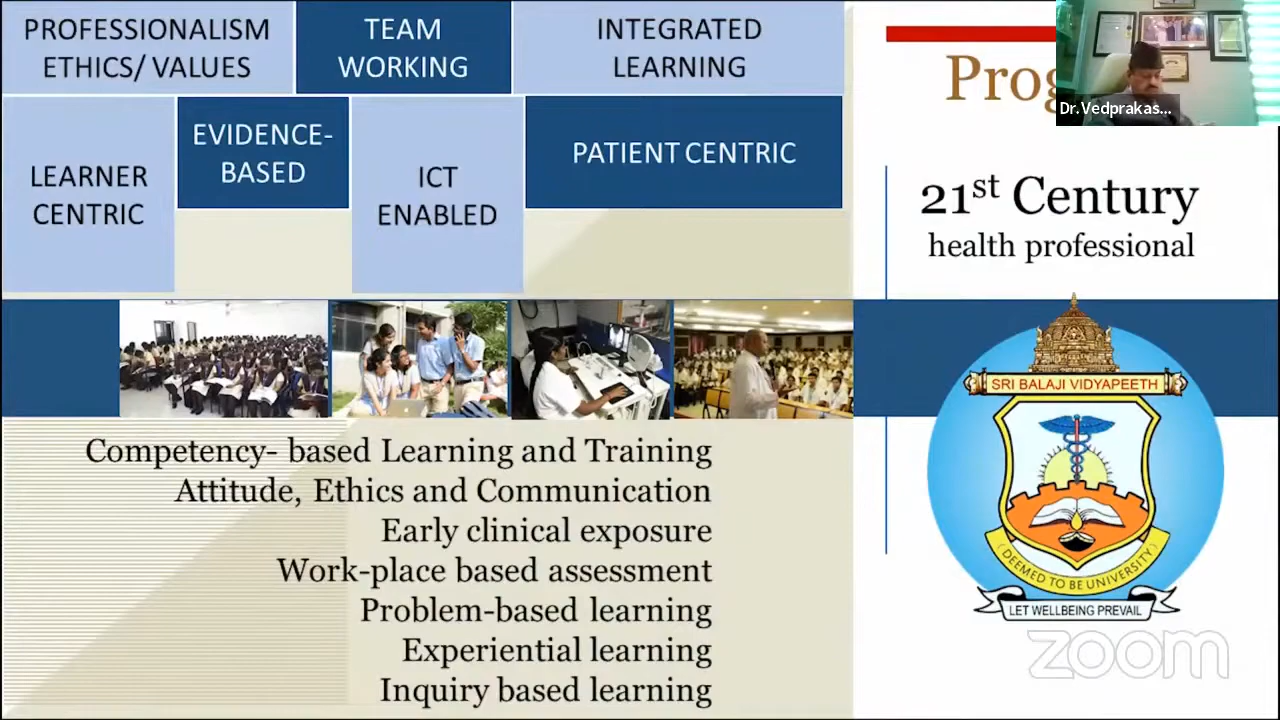 PROFESSIONALISM
ETHICS/ VALUES
TEAM
WORKING
INTEGRATED
LEARNING
LEARNER
CENTRIC
EVIDENCE-
BASED
ICT
ENABLED
PATIENT CENTRIC
Dr.Vedprakas...
21st Century
health professional
SRI BALAJI VIDYAPEETH
(DEEMED TO BE UNIVERSITY)
LET WELLBEING PREVAIL
Competency- based Learning and Training
Attitude, Ethics and Communication
Early clinical exposure
Work-place based assessment
Problem-based learning
Experiential learning
Inquiry based learning
zoom